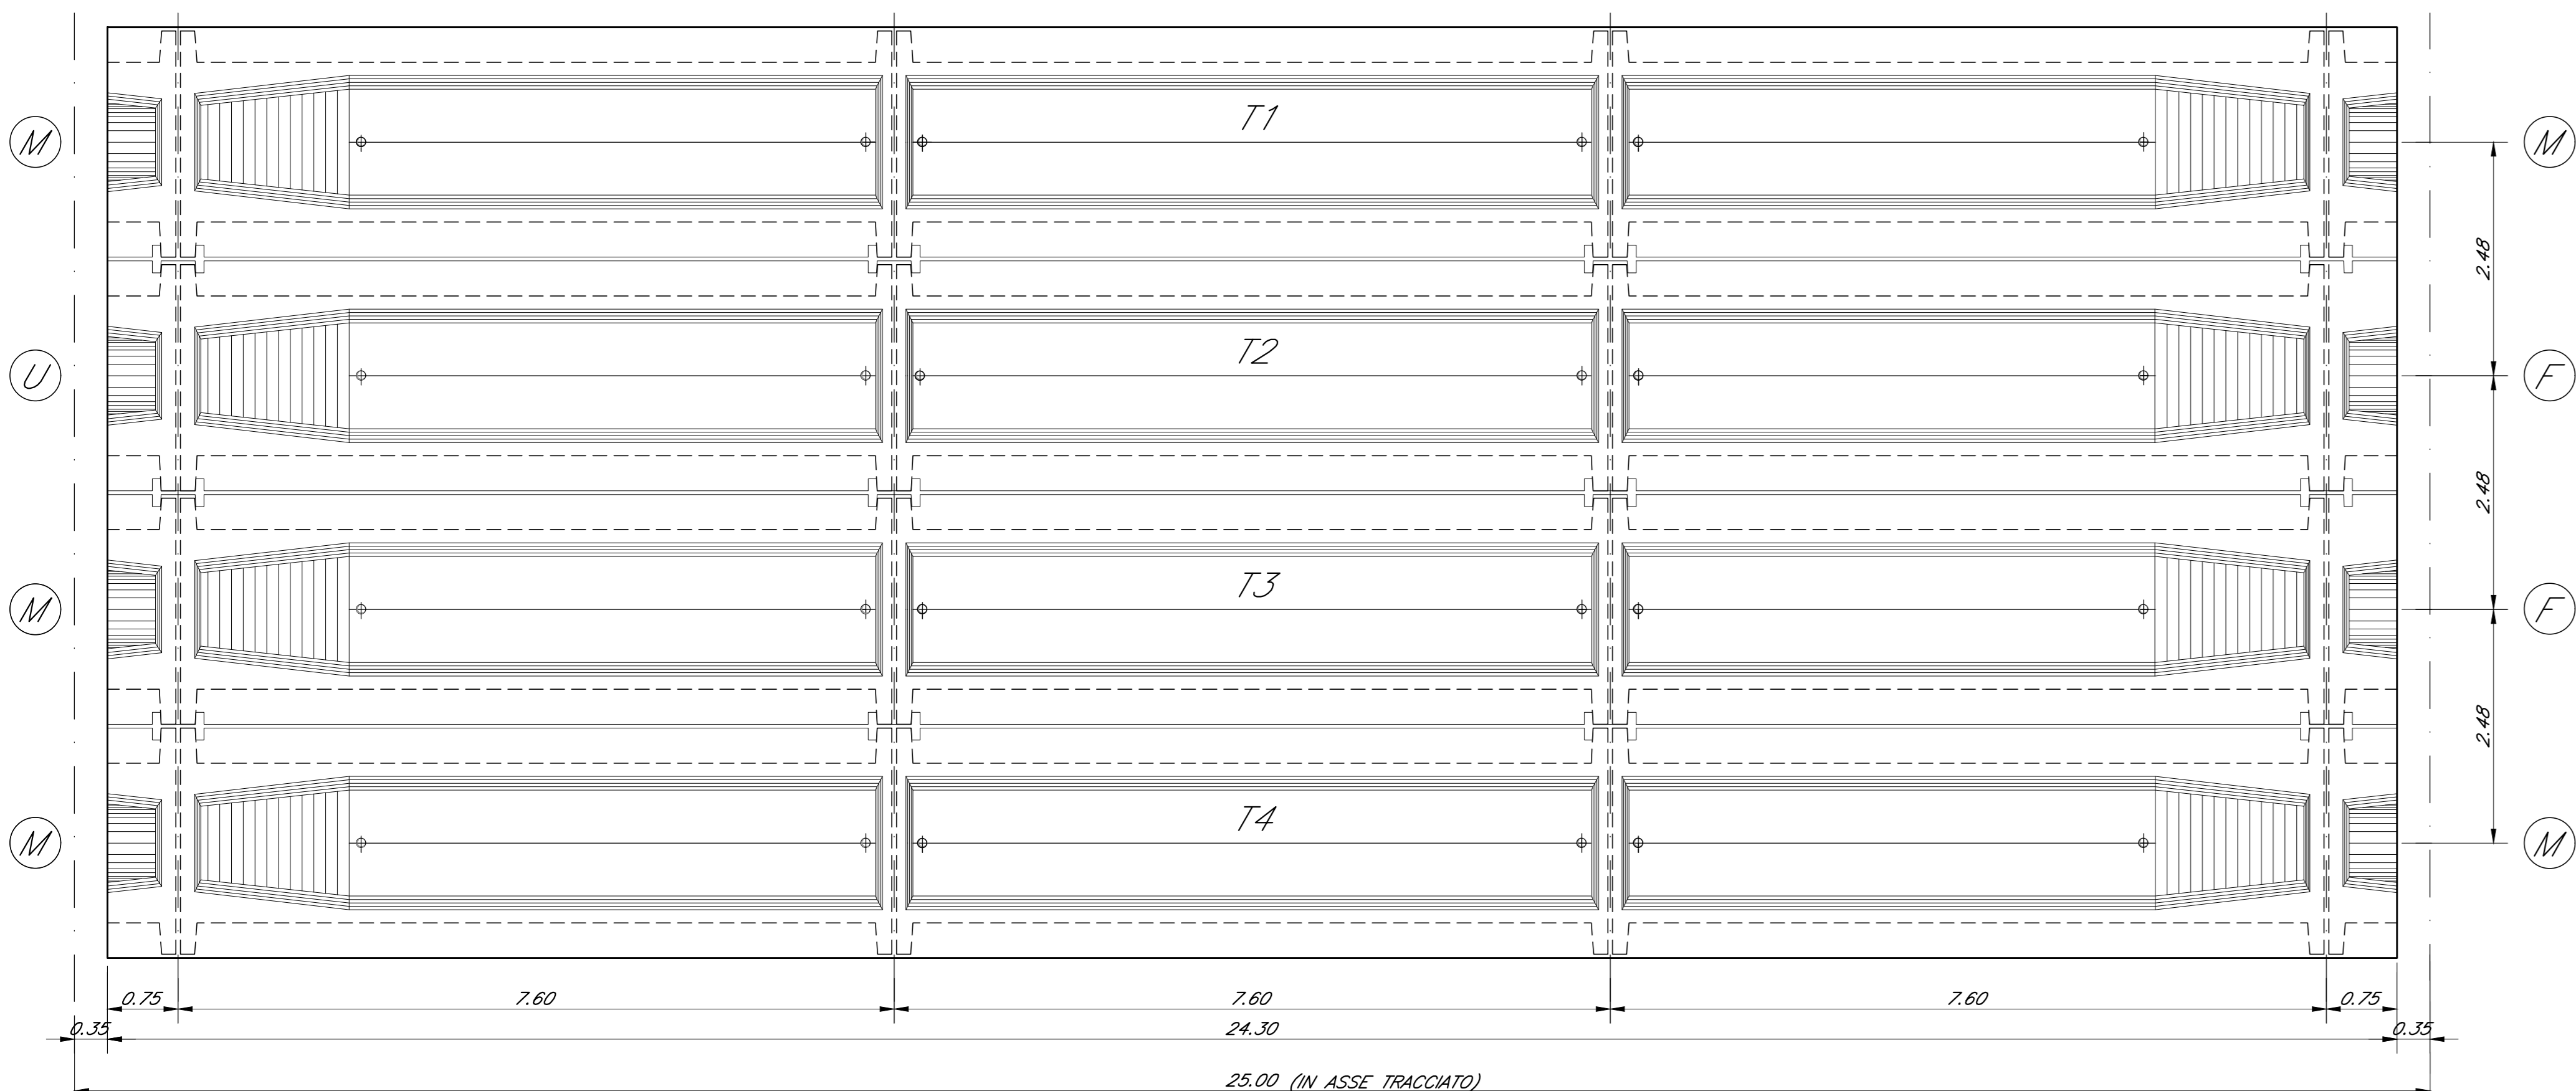 T1
M M
2.48
T2
U F
2.48
T3
M F
2.48
T4
M M
0.75 7.60 7.60 7.60 0.75
0.35 24.30 0.35
25.00 (IN ASSE TRACCIATO)